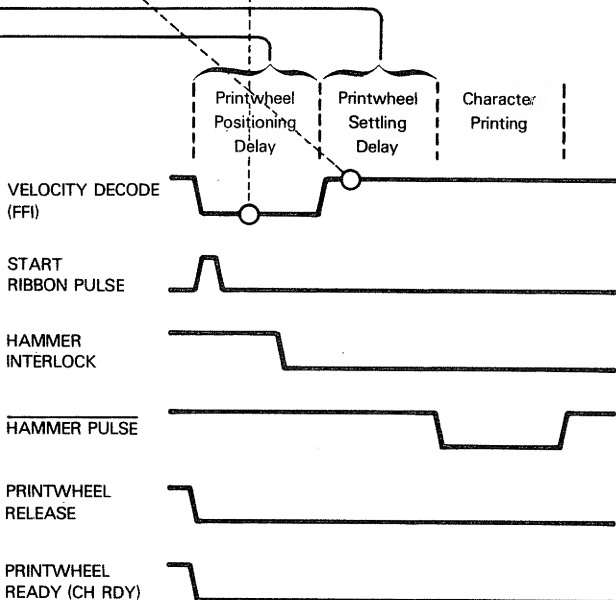 Printwheel
Positioning
Delay
Printwheel
Settling
Delay
Character
Printing
VELOCITY DECODE
(FFI)
START
RIBBON PULSE
HAMMER
INTERLOCK
HAMMER PULSE
PRINTWHEEL
RELEASE
PRINTWHEEL
READY (CH RDY)